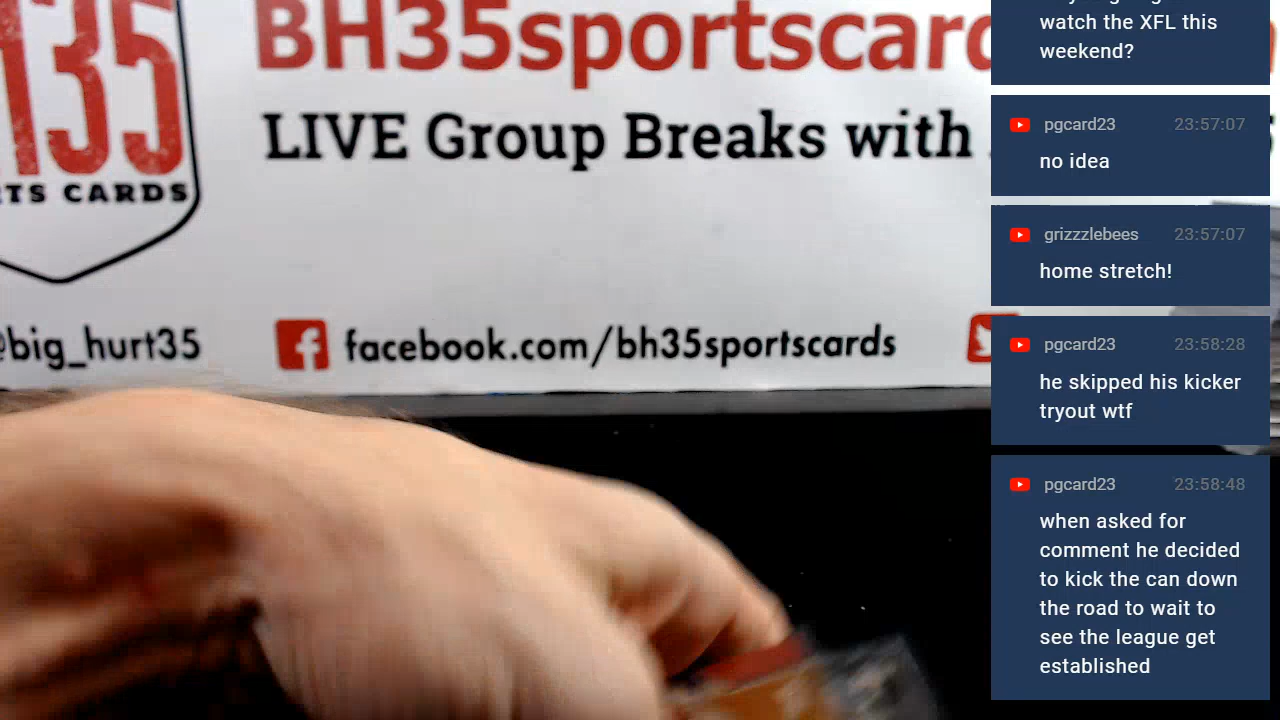 135
RTS CARDS
BH35sportscard
LIVE Group Breaks with
@big_hurt35
facebook.com/bh35sportscards
watch the XFL this
weekend?
pgcard23 23:57:07
no idea
grizzzlebees 23:57:07
home stretch!
pgcard23 23:58:28
he skipped his kicker
tryout wtf
pgcard23 23:58:48
when asked for
comment he decided
to kick the can down
the road to wait to
see the league get
established